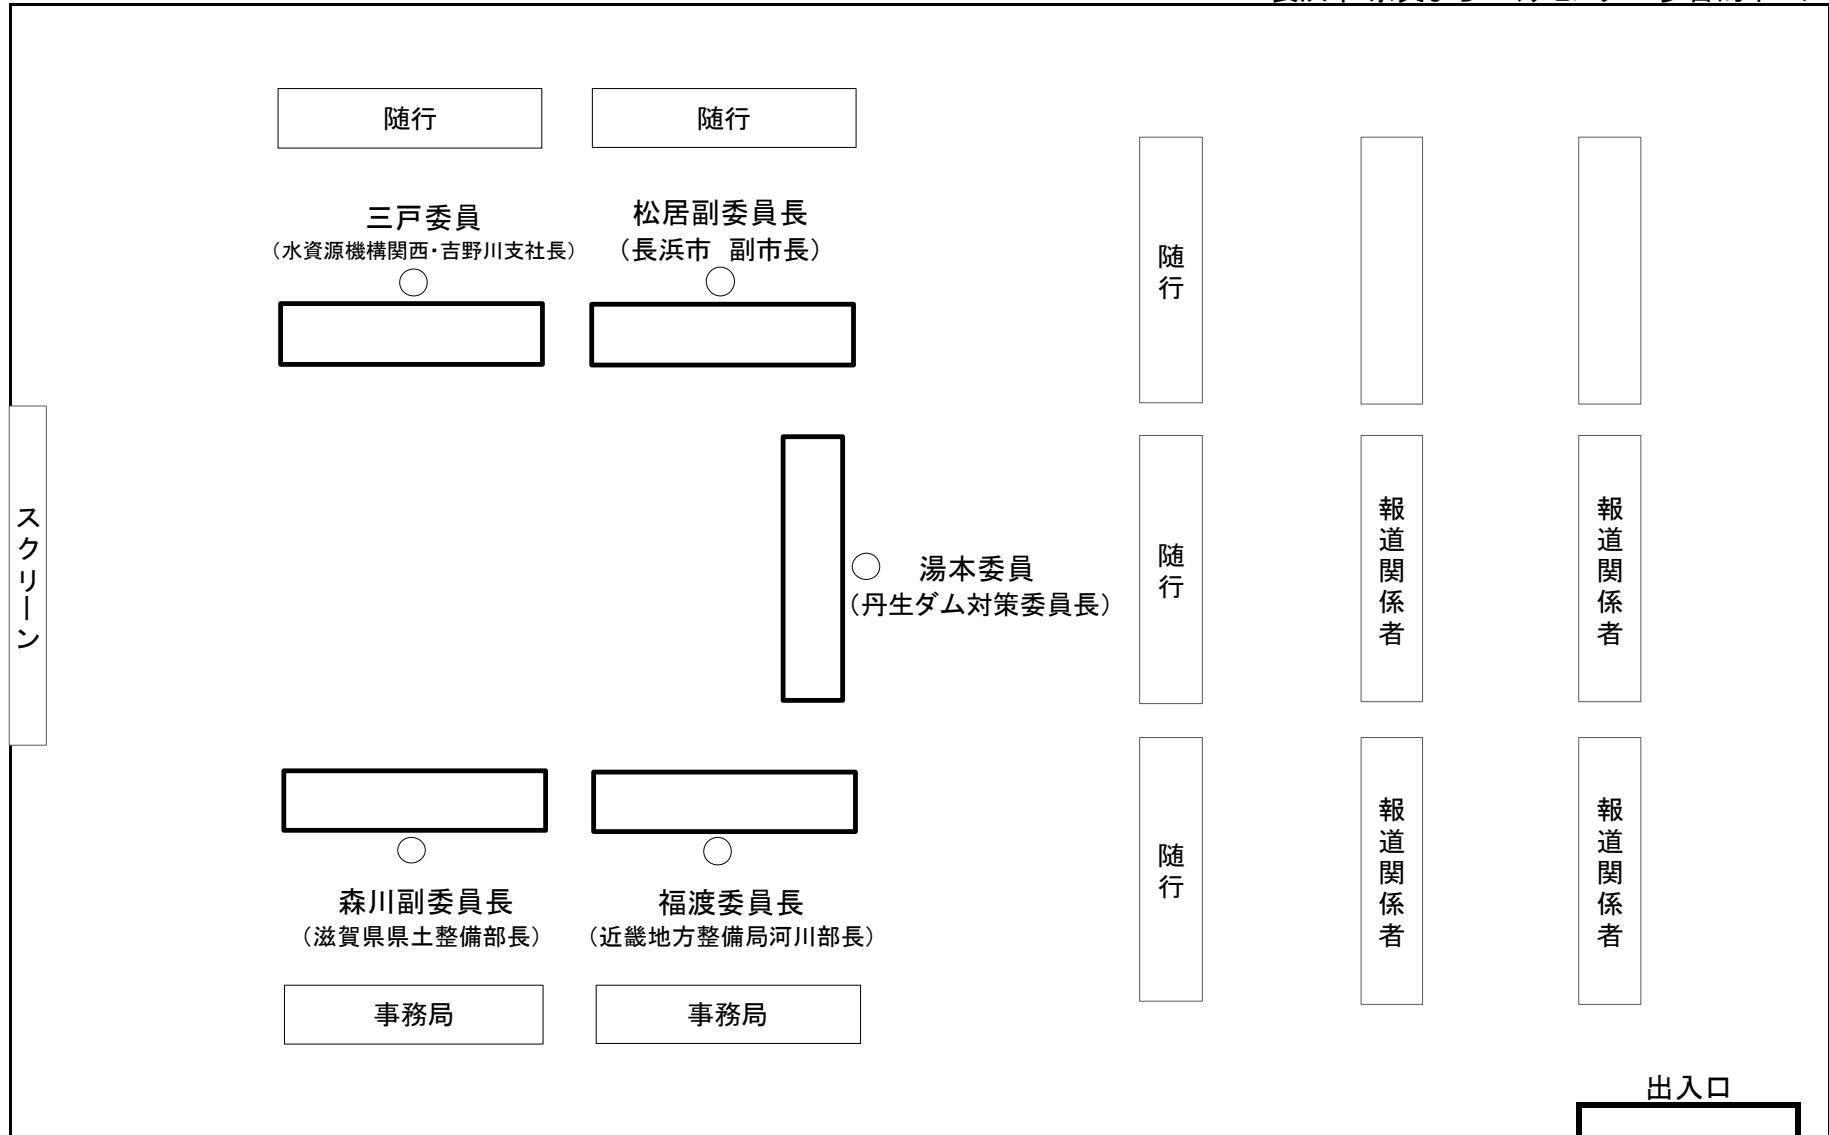 随行
随行
三戸委員
（水資源機構関西・吉野川支社長）
松居副委員長
（長浜市　副市長）
随行
スクリーン
湯本委員
（丹生ダム対策委員長）
随行
報道関係者
報道関係者
森川副委員長
（滋賀県県土整備部長）
福渡委員長
（近畿地方整備局河川部長）
随行
報道関係者
報道関係者
事務局
事務局
出入口